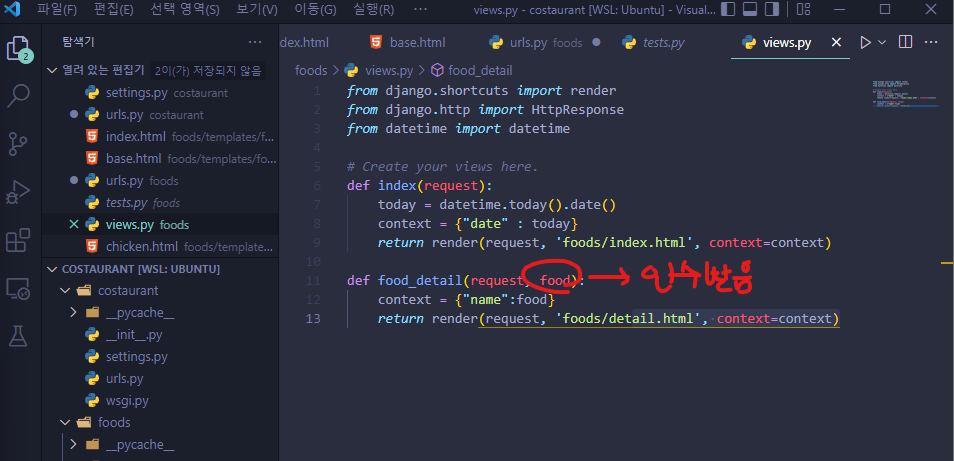 파일(F) 편집(E) 선택 영역(S) 보기(V) 이동(G) 실행(R) ··· views.py - costaurant [WSL: Ubuntu] - Visual...
탐색기 ···
dex.html base.html urls.py foods tests.py views.py
2
열려 있는 편집기 2이(가) 저장되지 않음
settings.py costaurant
urls.py costaurant
index.html foods/templates/f...
base.html foods/templates/fo...
urls.py foods
tests.py foods
views.py foods
chicken.html foods/template...
COSTAURANT [WSL: UBUNTU]
costaurant
__pycache__
__init__.py
settings.py
urls.py
wsgi.py
foods
__pycache__
foods > views.py > food_detail
1 from django.shortcuts import render
2 from django.http import HttpResponse
3 from datetime import datetime
4
5 # Create your views here.
6 def index(request):
7 today = datetime.today().date()
8 context = {"date" : today}
9 return render(request, 'foods/index.html', context=context)
10
11 def food_detail(request, food): → 인수받음
12 context = {"name":food}
13 return render(request, 'foods/detail.html', context=context)